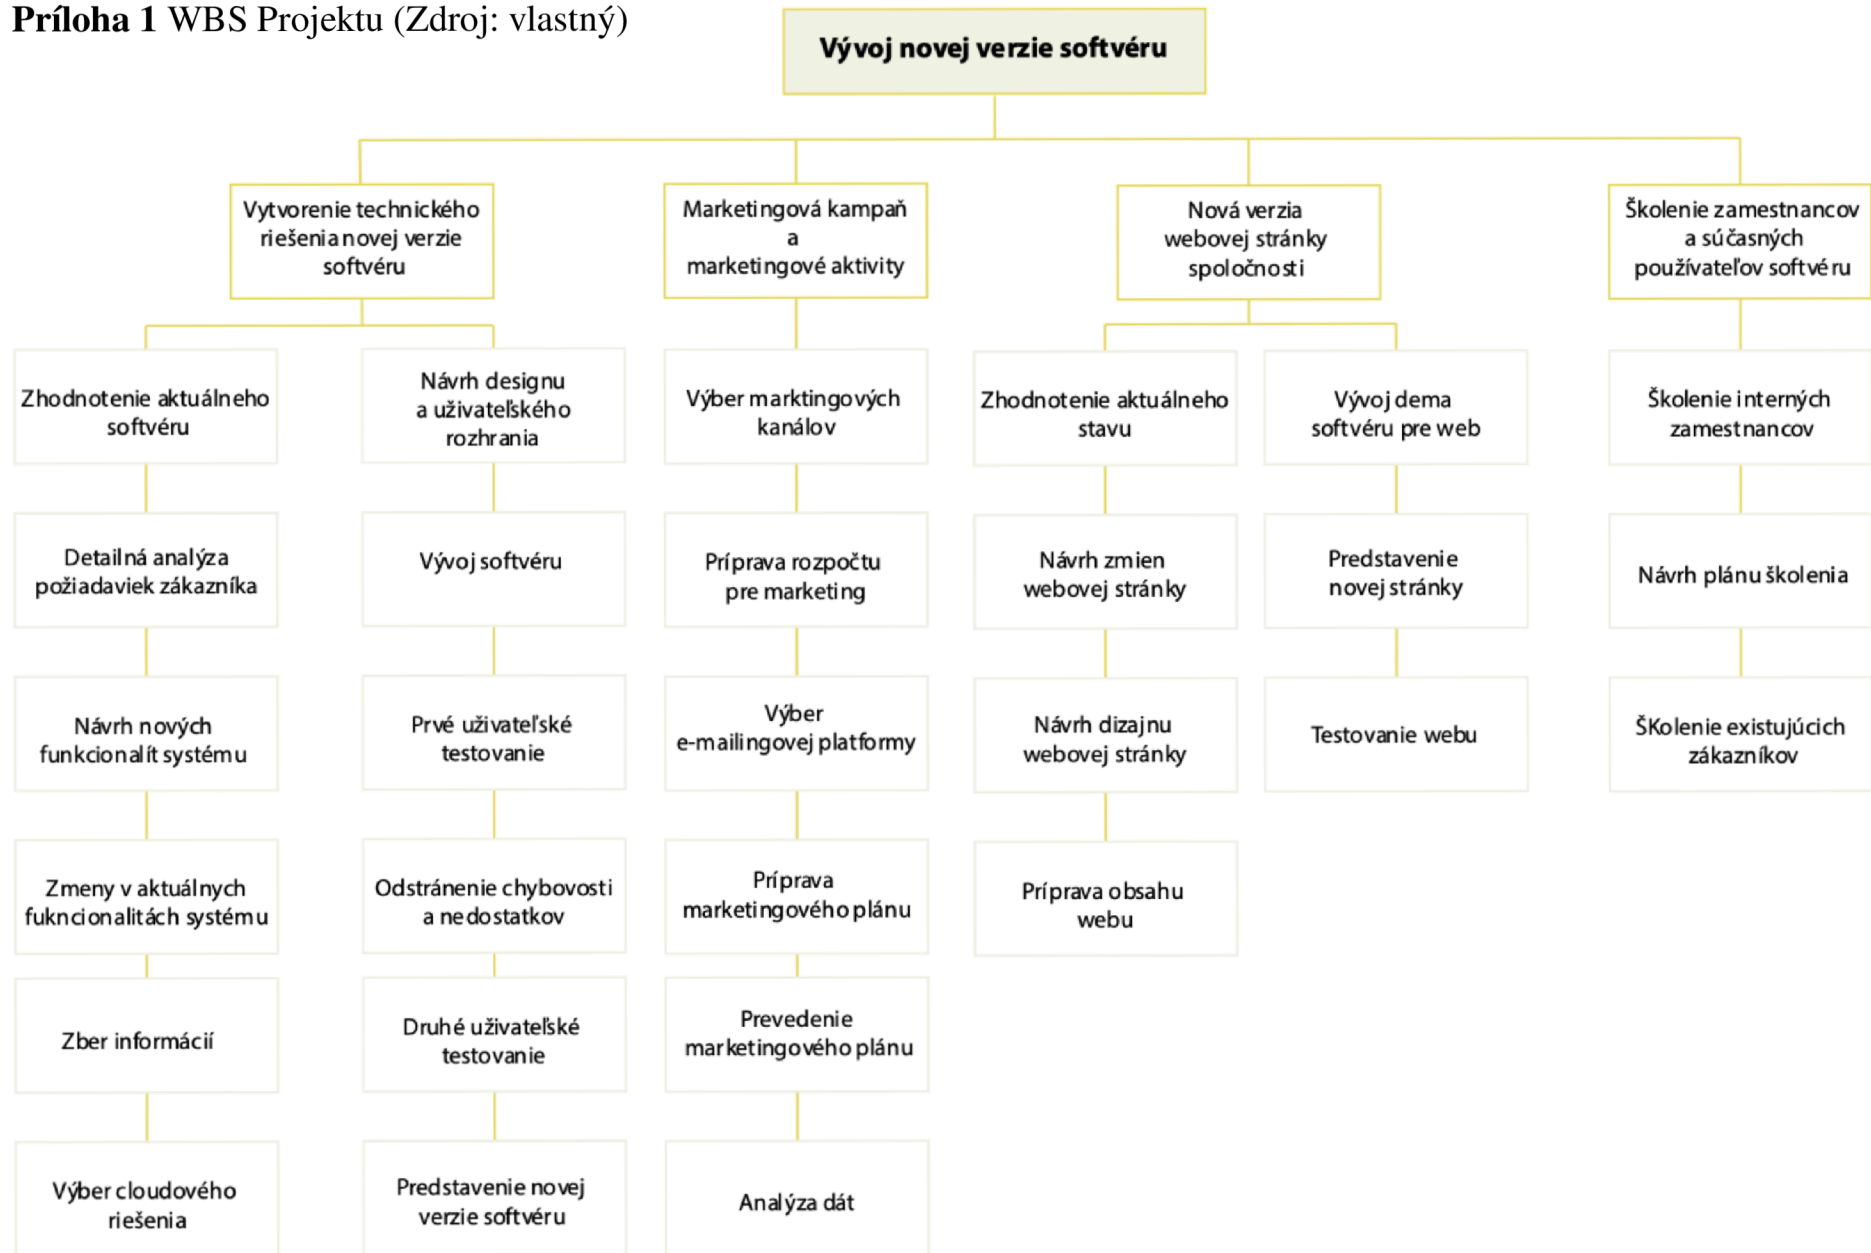 Príloha 1 WBS Projektu (Zdroj: vlastný)
Vývoj novej verzie softvéru
Vytvorenie technického
riešenia novej verzie
softvéru
Marketingová kampaň
a
marketingové aktivity
Nová verzia
webovej stránky
spoločnosti
Školenie zamestnancov
a súčasných
používateľov softvéru
Zhodnotenie aktuálneho
softvéru
Detailná analýza
požiadaviek zákazníka
Návrh nových
funkcionalít systému
Zmeny v aktuálnych
fukncionalitách systému
Zber informácií
Výber cloudového
riešenia
Návrh designu
a uživateľského
rozhrania
Vývoj softvéru
Prvé uživateľské
testovanie
Odstránenie chybovosti
a nedostatkov
Druhé uživateľské
testovanie
Predstavenie novej
verzie softvéru
Výber marktingových
kanálov
Príprava rozpočtu
pre marketing
Výber
e-mailingovej platformy
Príprava
marketingového plánu
Prevedenie
marketingového plánu
Analýza dát
Zhodnotenie aktuálneho
stavu
Návrh zmien
webovej stránky
Návrh dizajnu
webovej stránky
Príprava obsahu
webu
Vývoj dema
softvéru pre web
Predstavenie
novej stránky
Testovanie webu
Školenie interných
zamestnancov
Návrh plánu školenia
ŠKolenie existujúcich
zákazníkov